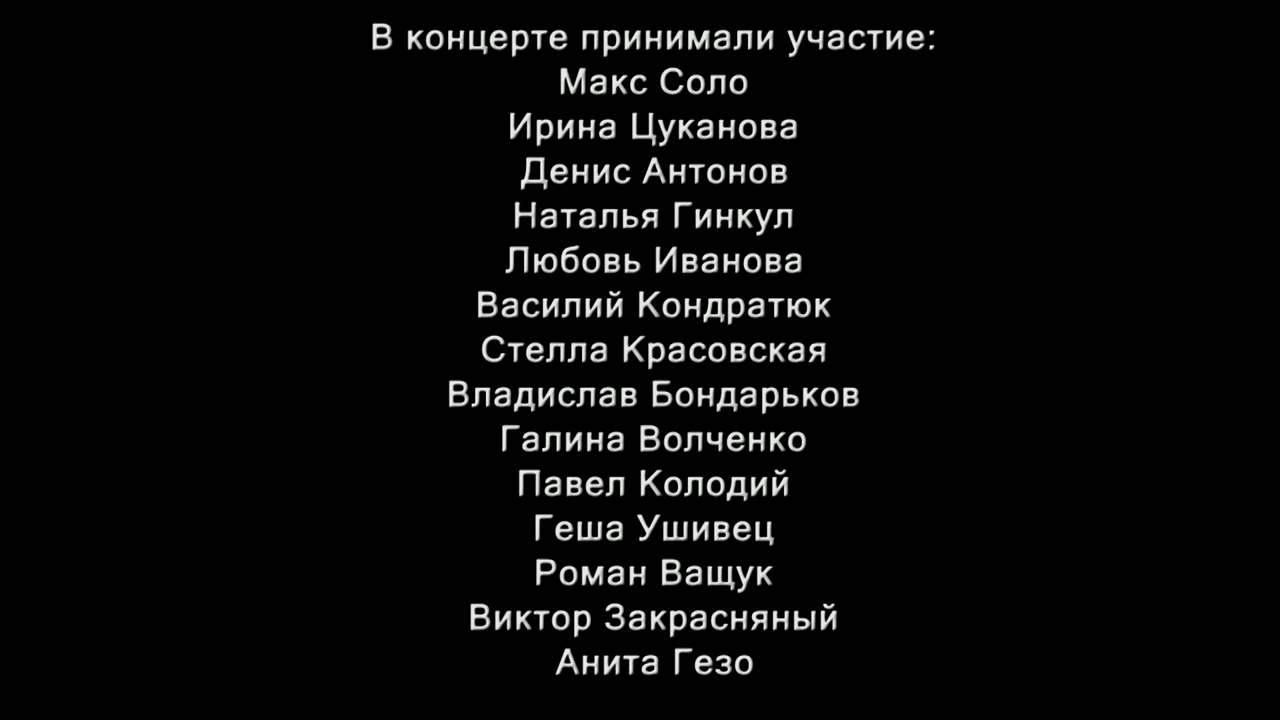 В концерте принимали участие:
Макс Соло
Ирина Цуканова
Денис Антонов
Наталья Гинкул
Любовь Иванова
Василий Кондратюк
Стелла Красовская
Владислав Бондарьков
Галина Волченко
Павел Колодий
Геша Ушивец
Роман Ващук
Виктор Закрасняный
Анита Гезо